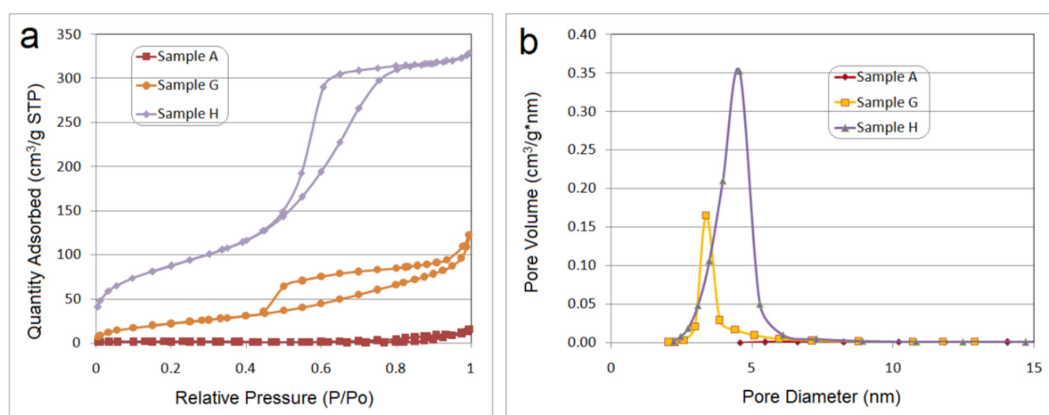 a
Quantity Adsorbed (cm³/g STP)
350
300
250
200
150
100
50
0
Sample A
Sample G
Sample H
0
0.2
0.4
0.6
0.8
1
Relative Pressure (P/Po)
b
Pore Volume (cm³/g*nm)
0.40
0.35
0.30
0.25
0.20
0.15
0.10
0.05
0.00
Sample A
Sample G
Sample H
0
5
10
15
Pore Diameter (nm)